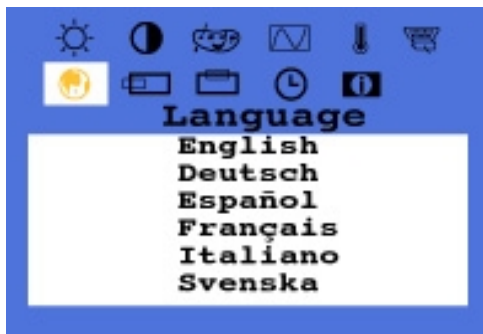 Language
English
Deutsch
Español
Français
Italiano
Svenska